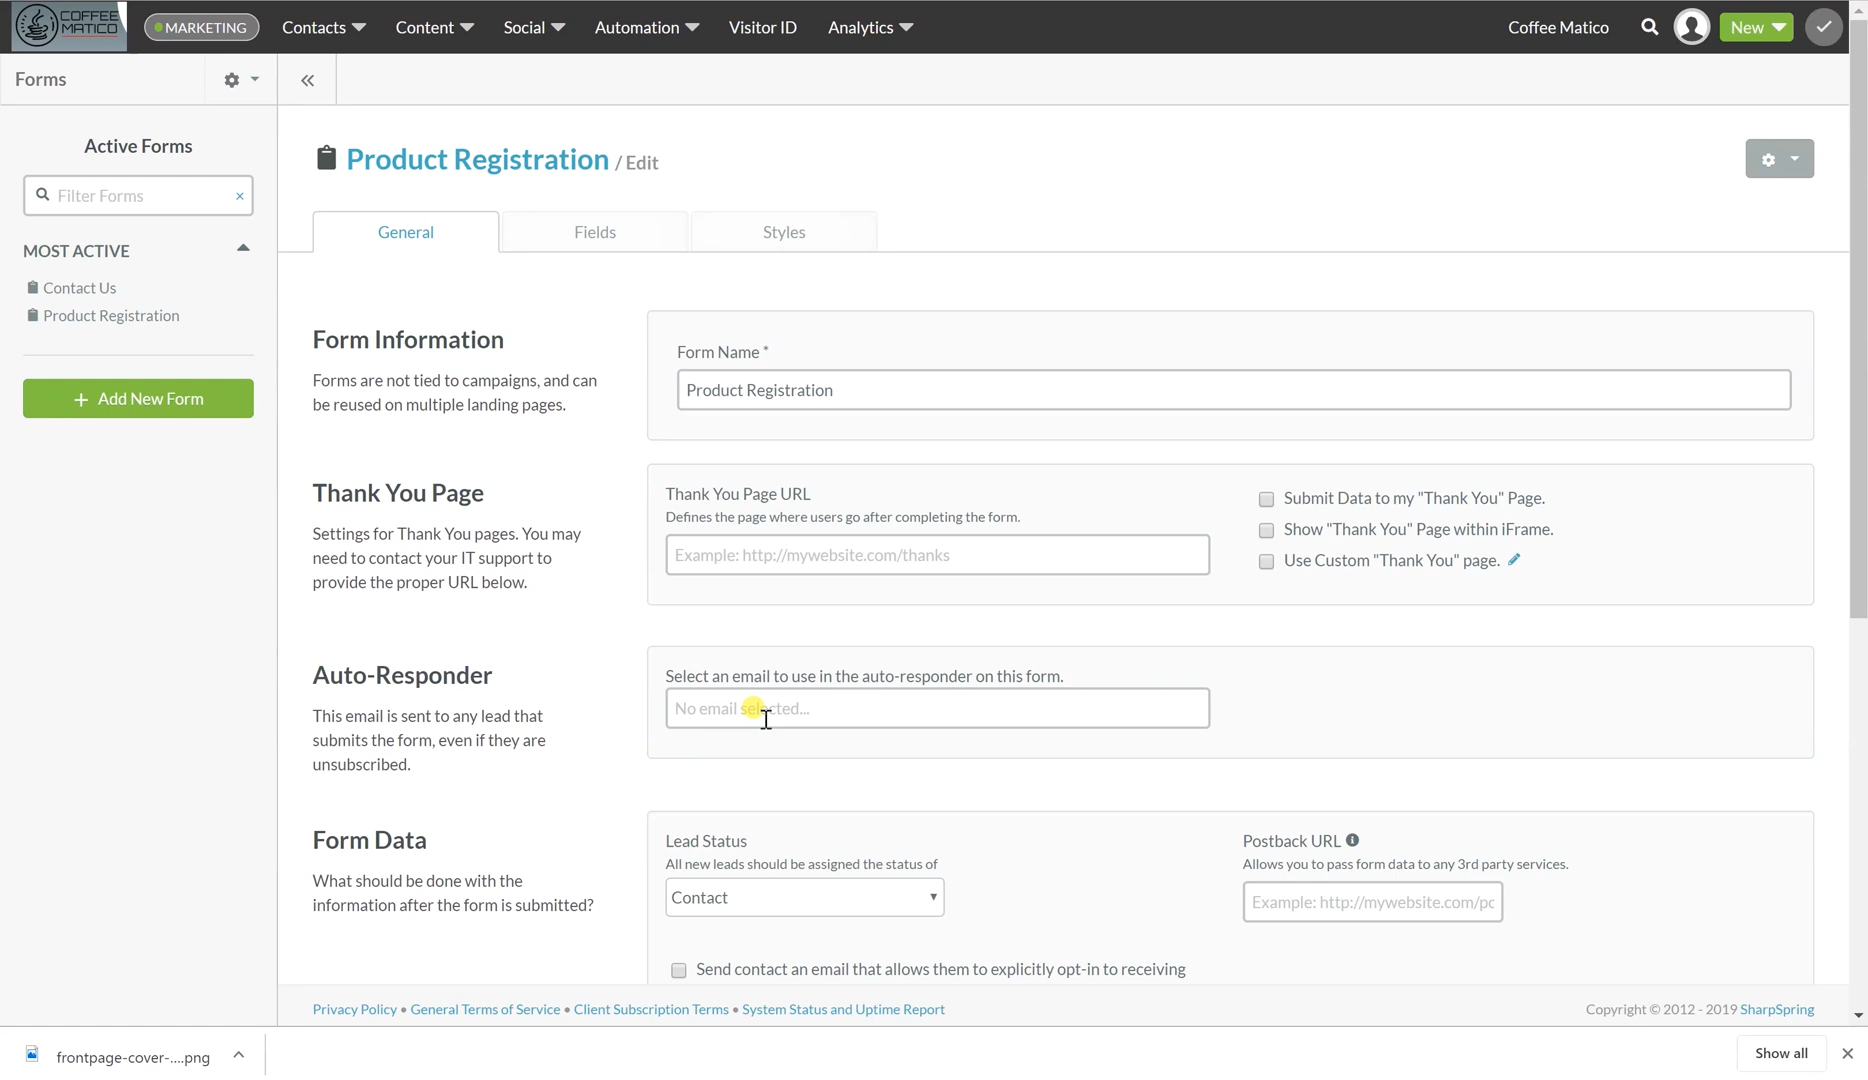 COFFEE
MATICO
MARKETING
Contacts
Content
Social
Automation
Visitor ID
Analytics
Coffee Matico
New
Forms
Active Forms
Filter Forms
×
MOST ACTIVE
Contact Us
Product Registration
+ Add New Form
Product Registration / Edit
General
Fields
Styles
Form Information
Forms are not tied to campaigns, and can
be reused on multiple landing pages.
Form Name *
Product Registration
Thank You Page
Settings for Thank You pages. You may
need to contact your IT support to
provide the proper URL below.
Thank You Page URL
Defines the page where users go after completing the form.
Example: http://mywebsite.com/thanks
Submit Data to my "Thank You" Page.
Show "Thank You" Page within iFrame.
Use Custom "Thank You" page.
Auto-Responder
This email is sent to any lead that
submits the form, even if they are
unsubscribed.
Select an email to use in the auto-responder on this form.
No email selected...
Form Data
What should be done with the
information after the form is submitted?
Lead Status
All new leads should be assigned the status of
Contact
Postback URL
Allows you to pass form data to any 3rd party services.
Example: http://mywebsite.com/pc
Send contact an email that allows them to explicitly opt-in to receiving
Privacy Policy • General Terms of Service • Client Subscription Terms • System Status and Uptime Report
Copyright © 2012 - 2019 SharpSpring
frontpage-cover-....png
Show all